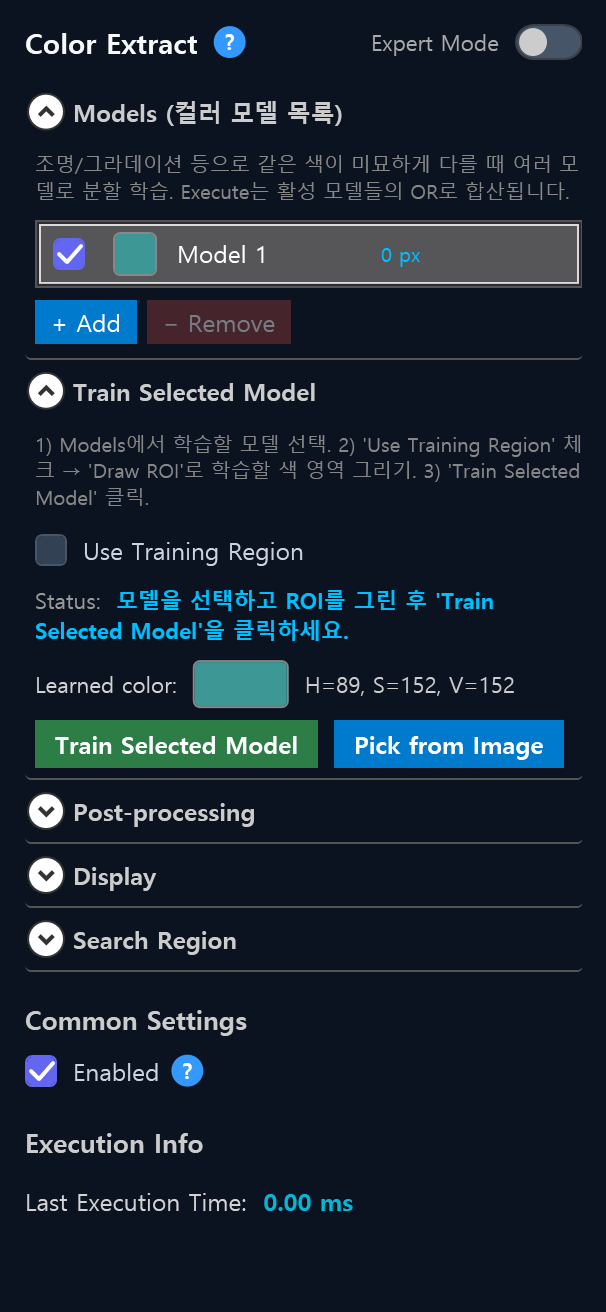 Color Extract ? Expert Mode
Models (컬러 모델 목록)
조명/그라데이션 등으로 같은 색이 미묘하게 다를 때 여러 모
델로 분할 학습. Execute는 활성 모델들의 OR로 합산됩니다.
Model 1 0 px
+ Add − Remove
Train Selected Model
1) Models에서 학습할 모델 선택. 2) 'Use Training Region' 체
크 → 'Draw ROI'로 학습할 색 영역 그리기. 3) 'Train Selected
Model' 클릭.
Use Training Region
Status: 모델을 선택하고 ROI를 그린 후 'Train
Selected Model'을 클릭하세요.
Learned color: H=89, S=152, V=152
Train Selected Model Pick from Image
Post-processing
Display
Search Region
Common Settings
Enabled ?
Execution Info
Last Execution Time: 0.00 ms